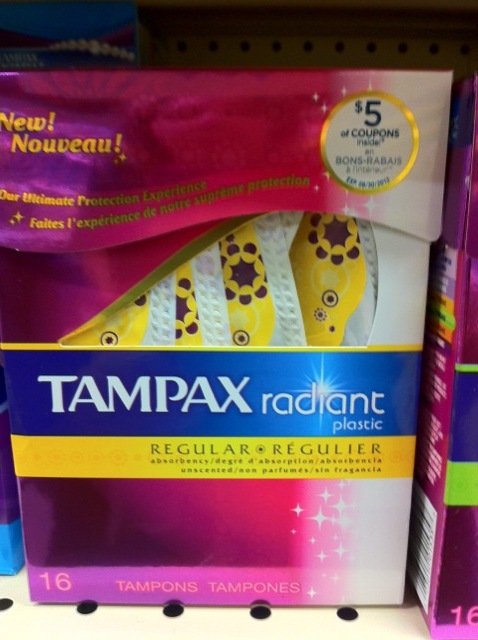 New!
Nouveau!
$5
of COUPONS
inside!*
en
BONS-RABAIS
à l'intérieur!*
Our Ultimate Protection Experience
Faites l'expérience de notre suprême protection
TAMPAX radiant
plastic
REGULAR RÉGULIER
absorbency/degré d'absorption/absorbencia
unscented/non parfumés/sin fragancia
16 TAMPONS TAMPONES
16